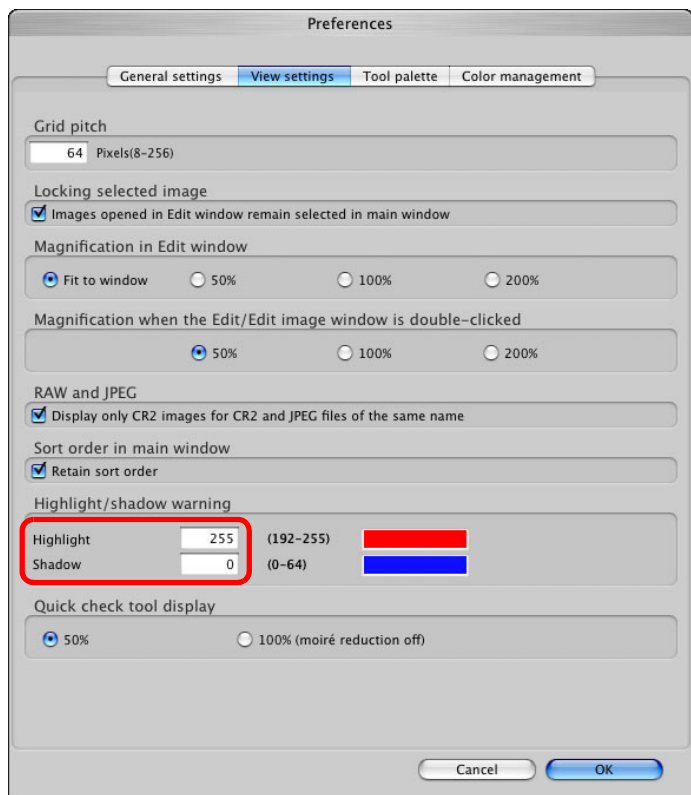 Preferences
General settings View settings Tool palette Color management
Grid pitch
64 Pixels(8-256)
Locking selected image
Images opened in Edit window remain selected in main window
Magnification in Edit window
Fit to window 50% 100% 200%
Magnification when the Edit/Edit image window is double-clicked
50% 100% 200%
RAW and JPEG
Display only CR2 images for CR2 and JPEG files of the same name
Sort order in main window
Retain sort order
Highlight/shadow warning
Highlight 255 (192-255)
Shadow 0 (0-64)
Quick check tool display
50% 100% (moiré reduction off)
Cancel OK